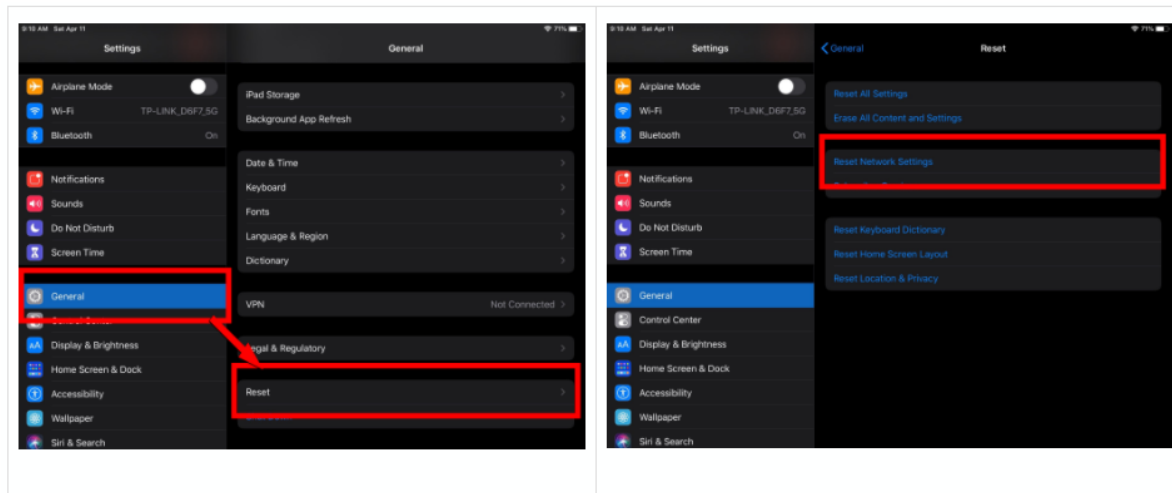 9:15 AM Sat Apr 11
71%
Settings
General
Airplane Mode
Wi-Fi
TP-LINK_D6F7_5G
Bluetooth
On
Notifications
Sounds
Do Not Disturb
Screen Time
General
Display & Brightness
Home Screen & Dock
Accessibility
Wallpaper
Siri & Search
iPad Storage
Background App Refresh
Date & Time
Keyboard
Fonts
Language & Region
Dictionary
VPN
Not Connected
Legal & Regulatory
Reset
9:15 AM Sat Apr 11
71%
Settings
General
Reset
Airplane Mode
Wi-Fi
TP-LINK_D6F7_5G
Bluetooth
On
Notifications
Sounds
Do Not Disturb
Screen Time
General
Control Center
Display & Brightness
Home Screen & Dock
Accessibility
Wallpaper
Siri & Search
Reset All Settings
Erase All Content and Settings
Reset Network Settings
Reset Keyboard Dictionary
Reset Home Screen Layout
Reset Location & Privacy